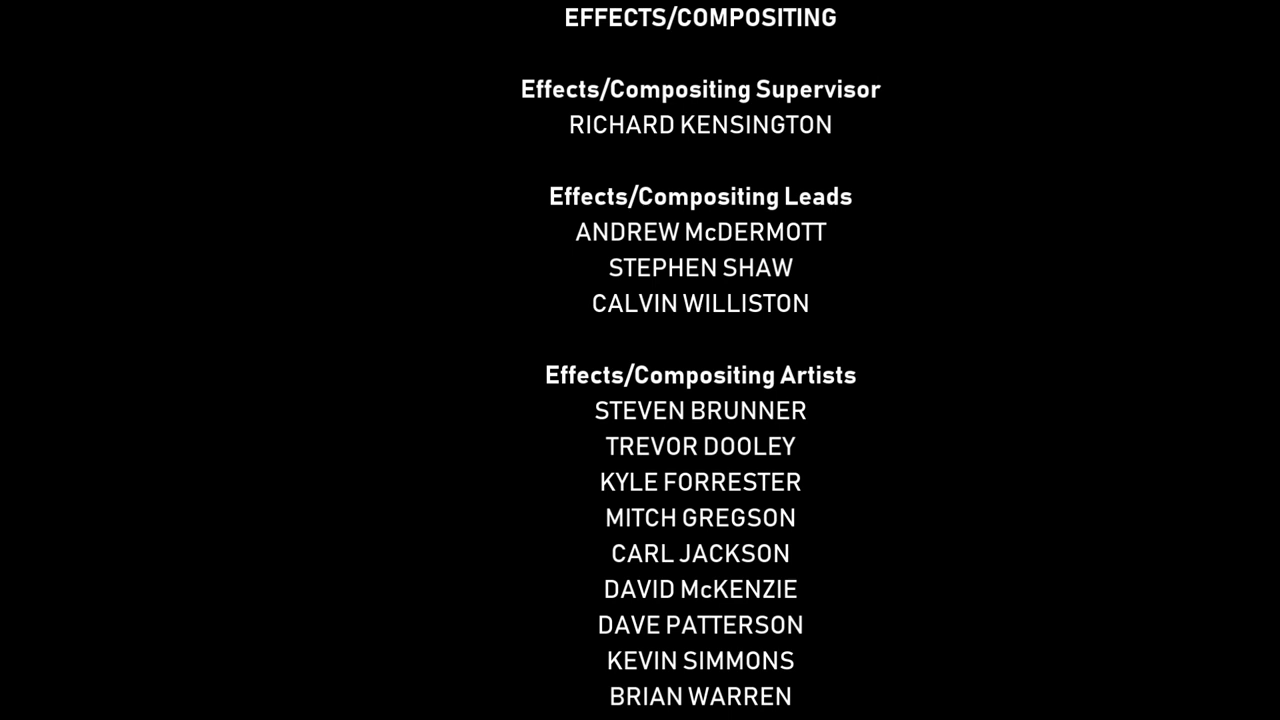 EFFECTS/COMPOSITING
Effects/Compositing Supervisor
RICHARD KENSINGTON
Effects/Compositing Leads
ANDREW McDERMOTT
STEPHEN SHAW
CALVIN WILLISTON
Effects/Compositing Artists
STEVEN BRUNNER
TREVOR DOOLEY
KYLE FORRESTER
MITCH GREGSON
CARL JACKSON
DAVID McKENZIE
DAVE PATTERSON
KEVIN SIMMONS
BRIAN WARREN